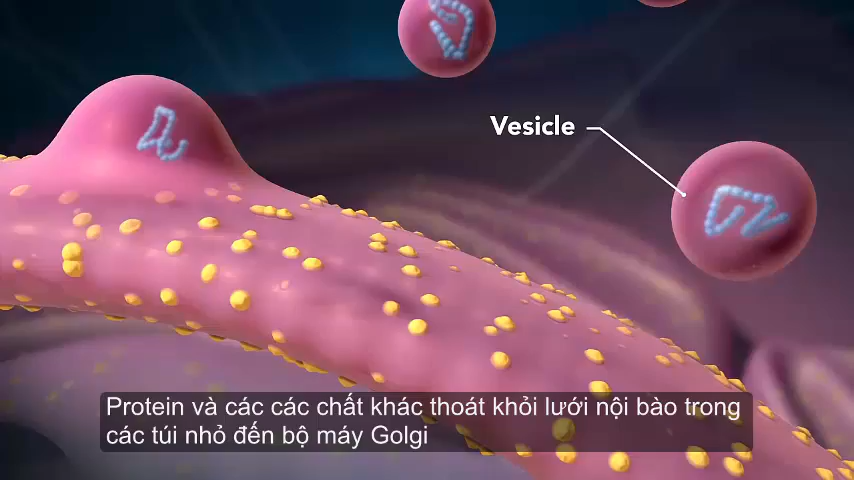 Vesicle
Protein và các các chất khác thoát khỏi lưới nội bào trong
các túi nhỏ đến bộ máy Golgi